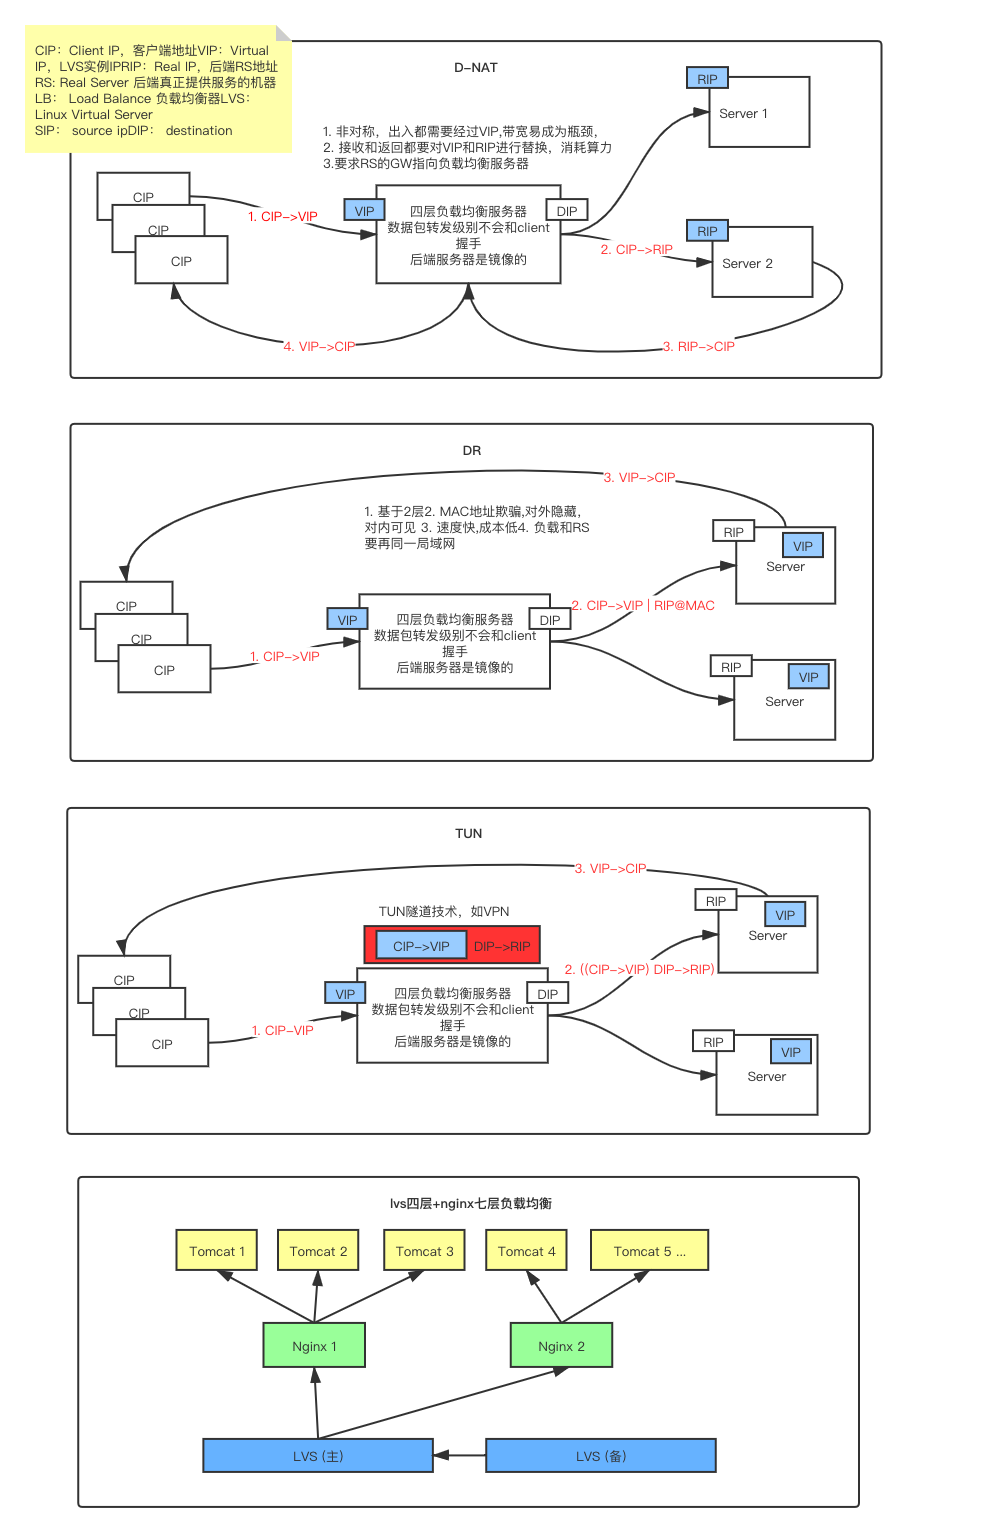 CIP：Client IP，客户端地址VIP：Virtual
IP，LVS实例IPRIP：Real IP，后端RS地址
RS: Real Server 后端真正提供服务的机器
LB： Load Balance 负载均衡器LVS：
Linux Virtual Server
SIP： source ipDIP： destination
D-NAT
1. 非对称，出入都需要经过VIP,带宽易成为瓶颈，
2. 接收和返回都要对VIP和RIP进行替换，消耗算力
3.要求RS的GW指向负载均衡服务器
CIP
CIP
CIP
1. CIP->VIP
VIP
四层负载均衡服务器
数据包转发级别不会和client
握手
后端服务器是镜像的
DIP
RIP
Server 1
RIP
Server 2
2. CIP->RIP
3. RIP->CIP
4. VIP->CIP
DR
3. VIP->CIP
1. 基于2层2. MAC地址欺骗,对外隐藏，
对内可见 3. 速度快,成本低4. 负载和RS
要再同一局域网
CIP
CIP
CIP
1. CIP->VIP
VIP
四层负载均衡服务器
数据包转发级别不会和client
握手
后端服务器是镜像的
DIP
2. CIP->VIP | RIP@MAC
RIP
VIP
Server
RIP
VIP
Server
TUN
3. VIP->CIP
TUN隧道技术，如VPN
CIP->VIP
DIP->RIP
CIP
CIP
CIP
1. CIP-VIP
VIP
四层负载均衡服务器
数据包转发级别不会和client
握手
后端服务器是镜像的
DIP
2. ((CIP->VIP) DIP->RIP)
RIP
VIP
Server
RIP
VIP
Server
lvs四层+nginx七层负载均衡
Tomcat 1
Tomcat 2
Tomcat 3
Tomcat 4
Tomcat 5 ...
Nginx 1
Nginx 2
LVS (主)
LVS (备)